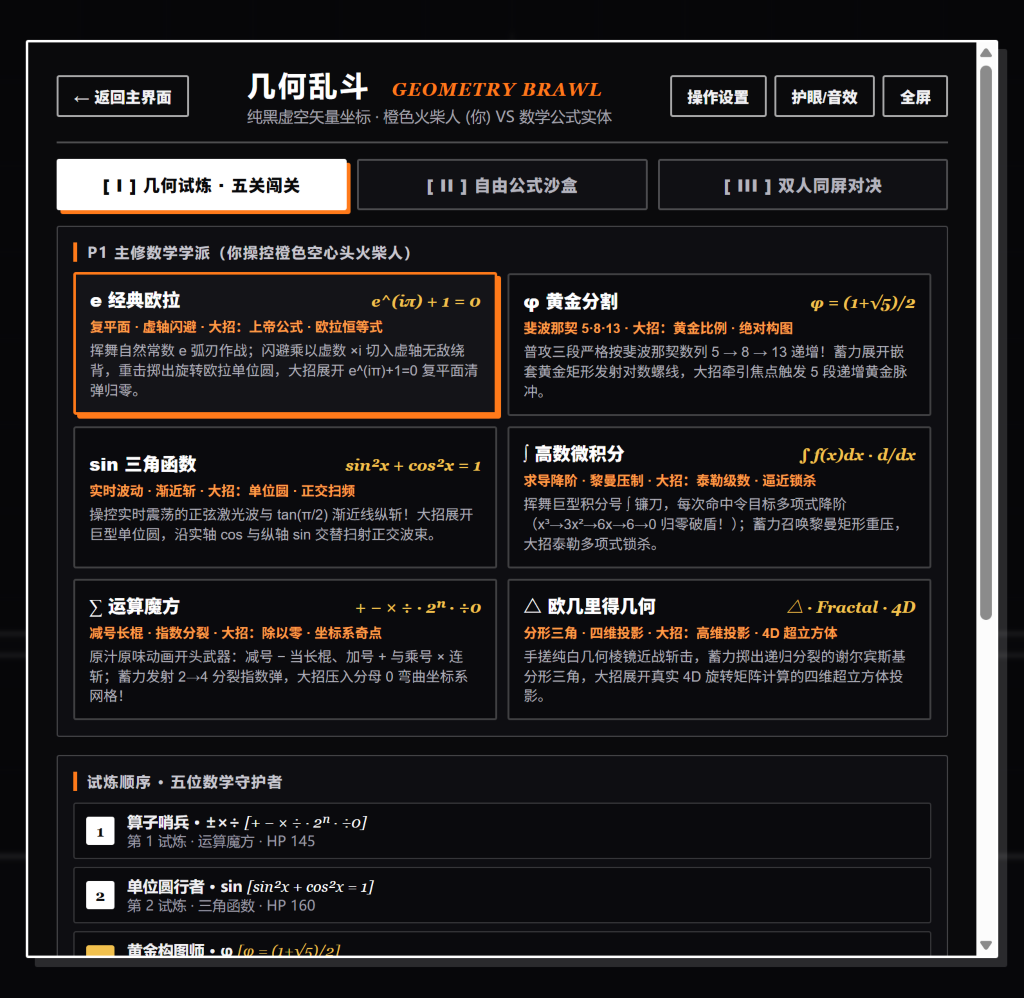 ← 返回主界面
几何乱斗 GEOMETRY BRAWL
纯黑虚空矢量坐标 · 橙色火柴人 (你) VS 数学公式实体
操作设置
护眼/音效
全屏
[ I ] 几何试炼 · 五关闯关
[ II ] 自由公式沙盒
[ III ] 双人同屏对决
P1 主修数学学派（你操控橙色空心头火柴人）
e 经典欧拉 e^(iπ) + 1 = 0
复平面 · 虚轴闪避 · 大招：上帝公式 · 欧拉恒等式
挥舞自然常数 e 弧刃作战；闪避乘以虚数 ×i 切入虚轴无敌绕
背，重击掷出旋转欧拉单位圆，大招展开 e^(iπ)+1=0 复平面清
弹归零。
φ 黄金分割 φ = (1+√5)/2
斐波那契 5·8·13 · 大招：黄金比例 · 绝对构图
普攻三段严格按斐波那契数列 5 → 8 → 13 递增！蓄力展开嵌
套黄金矩形发射对数螺线，大招牵引焦点触发 5 段递增黄金脉
冲。
sin 三角函数 sin²x + cos²x = 1
实时波动 · 渐近斩 · 大招：单位圆 · 正交扫频
操控实时震荡的正弦激光波与 tan(π/2) 渐近线纵斩！大招展开
巨型单位圆，沿实轴 cos 与纵轴 sin 交替扫射正交波束。
∫ 高数微积分 ∫ f(x)dx · d/dx
求导降阶 · 黎曼压制 · 大招：泰勒级数 · 逼近锁杀
挥舞巨型积分号 ∫ 镰刀，每次命中令目标多项式降阶
（x³→3x²→6x→6→0 归零破盾！）；蓄力召唤黎曼矩形重压，
大招泰勒多项式锁杀。
∑ 运算魔方 + − × ÷ · 2ⁿ · ÷0
减号长棍 · 指数分裂 · 大招：除以零 · 坐标系奇点
原汁原味动画开头武器：减号 − 当长棍、加号 + 与乘号 × 连
斩；蓄力发射 2→4 分裂指数弹，大招压入分母 0 弯曲坐标系
网格！
△ 欧几里得几何 △ · Fractal · 4D
分形三角 · 四维投影 · 大招：高维投影 · 4D 超立方体
手搓纯白几何棱镜近战斩击，蓄力掷出递归分裂的谢尔宾斯基
分形三角，大招展开真实 4D 旋转矩阵计算的四维超立方体投
影。
试炼顺序 · 五位数学守护者
1
算子哨兵 · ±×÷ [+ − × ÷ · 2ⁿ · ÷0]
第 1 试炼 · 运算魔方 · HP 145
2
单位圆行者 · sin [sin²x + cos²x = 1]
第 2 试炼 · 三角函数 · HP 160
黄金构图师 · φ [φ = (1+√5)/2]